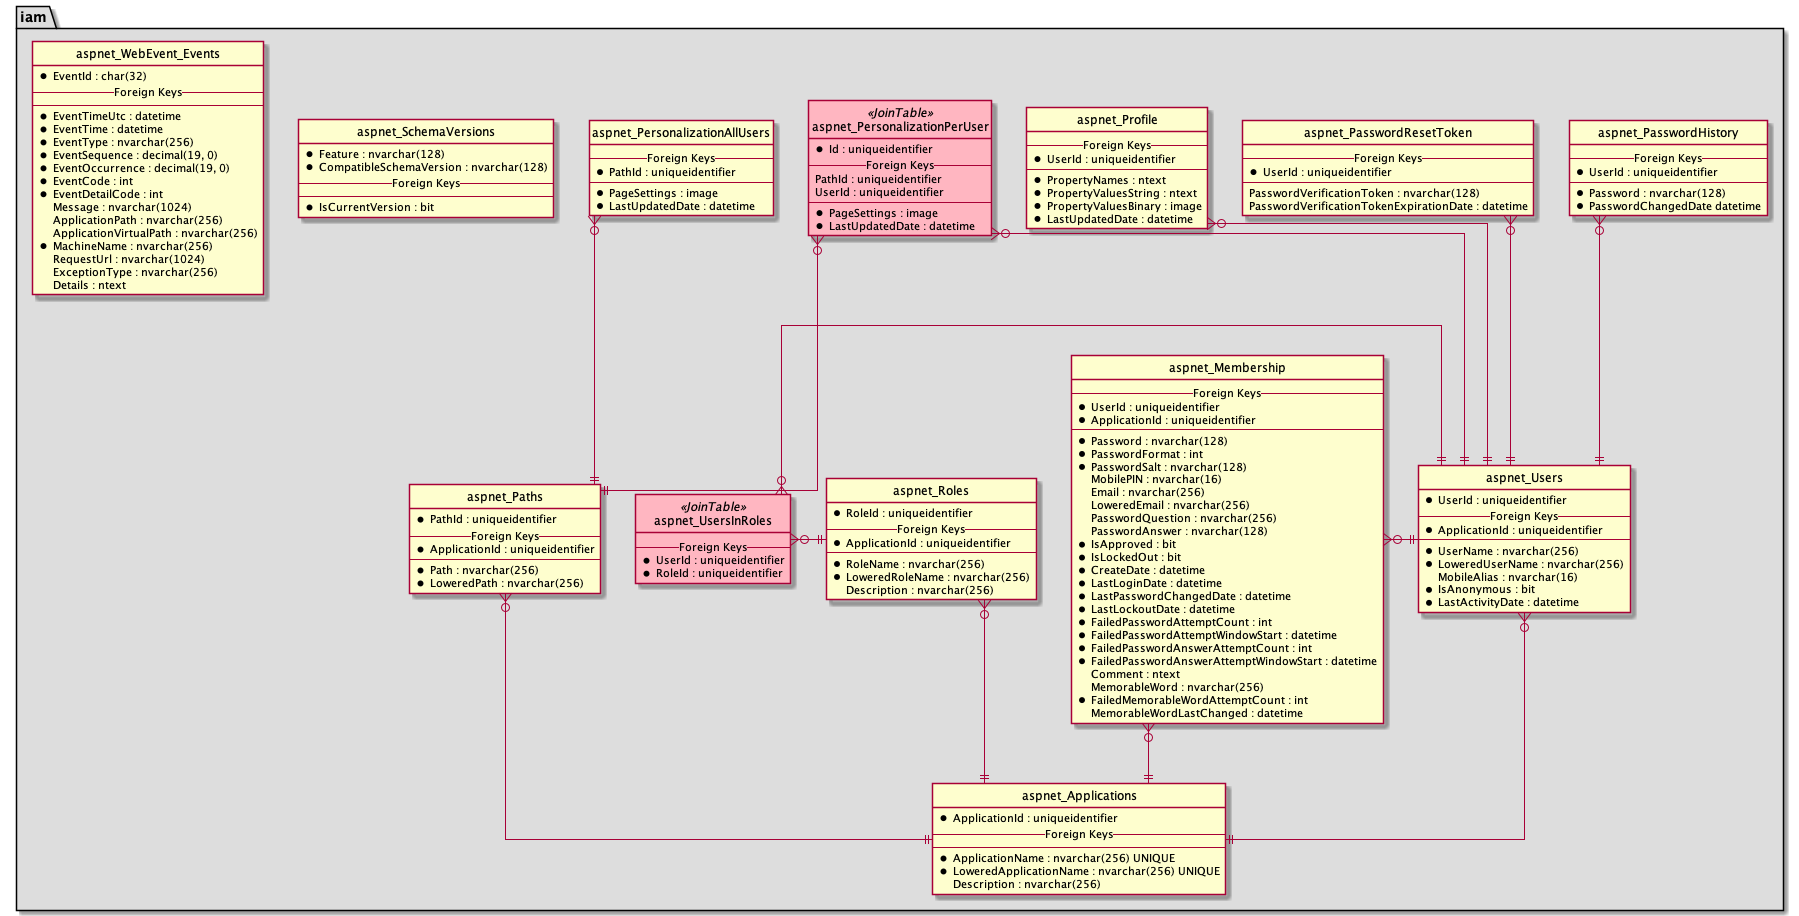 iam
aspnet_WebEvent_Events
EventId : char(32)
Foreign Keys
EventTimeUtc : datetime
EventTime : datetime
EventType : nvarchar(256)
EventSequence : decimal(19, 0)
EventOccurrence : decimal(19, 0)
EventCode : int
EventDetailCode : int
Message : nvarchar(1024)
ApplicationPath : nvarchar(256)
ApplicationVirtualPath : nvarchar(256)
MachineName : nvarchar(256)
RequestUrl : nvarchar(1024)
ExceptionType : nvarchar(256)
Details : ntext
aspnet_SchemaVersions
Feature : nvarchar(128)
CompatibleSchemaVersion : nvarchar(128)
Foreign Keys
IsCurrentVersion : bit
aspnet_PersonalizationAllUsers
Foreign Keys
PathId : uniqueidentifier
PageSettings : image
LastUpdatedDate : datetime
«JoinTable»
aspnet_PersonalizationPerUser
Id : uniqueidentifier
Foreign Keys
PathId : uniqueidentifier
UserId : uniqueidentifier
PageSettings : image
LastUpdatedDate : datetime
aspnet_Profile
Foreign Keys
UserId : uniqueidentifier
PropertyNames : ntext
PropertyValuesString : ntext
PropertyValuesBinary : image
LastUpdatedDate : datetime
aspnet_PasswordResetToken
Foreign Keys
UserId : uniqueidentifier
PasswordVerificationToken : nvarchar(128)
PasswordVerificationTokenExpirationDate : datetime
aspnet_PasswordHistory
Foreign Keys
UserId : uniqueidentifier
Password : nvarchar(128)
PasswordChangedDate datetime
aspnet_Paths
PathId : uniqueidentifier
Foreign Keys
ApplicationId : uniqueidentifier
Path : nvarchar(256)
LoweredPath : nvarchar(256)
«JoinTable»
aspnet_UsersInRoles
Foreign Keys
UserId : uniqueidentifier
RoleId : uniqueidentifier
aspnet_Roles
RoleId : uniqueidentifier
Foreign Keys
ApplicationId : uniqueidentifier
RoleName : nvarchar(256)
LoweredRoleName : nvarchar(256)
Description : nvarchar(256)
aspnet_Membership
Foreign Keys
UserId : uniqueidentifier
ApplicationId : uniqueidentifier
Password : nvarchar(128)
PasswordFormat : int
PasswordSalt : nvarchar(128)
MobilePIN : nvarchar(16)
Email : nvarchar(256)
LoweredEmail : nvarchar(256)
PasswordQuestion : nvarchar(256)
PasswordAnswer : nvarchar(128)
IsApproved : bit
IsLockedOut : bit
CreateDate : datetime
LastLoginDate : datetime
LastPasswordChangedDate : datetime
LastLockoutDate : datetime
FailedPasswordAttemptCount : int
FailedPasswordAttemptWindowStart : datetime
FailedPasswordAnswerAttemptCount : int
FailedPasswordAnswerAttemptWindowStart : datetime
Comment : ntext
MemorableWord : nvarchar(256)
FailedMemorableWordAttemptCount : int
MemorableWordLastChanged : datetime
aspnet_Users
UserId : uniqueidentifier
Foreign Keys
ApplicationId : uniqueidentifier
UserName : nvarchar(256)
LoweredUserName : nvarchar(256)
MobileAlias : nvarchar(16)
IsAnonymous : bit
LastActivityDate : datetime
aspnet_Applications
ApplicationId : uniqueidentifier
Foreign Keys
ApplicationName : nvarchar(256) UNIQUE
LoweredApplicationName : nvarchar(256) UNIQUE
Description : nvarchar(256)